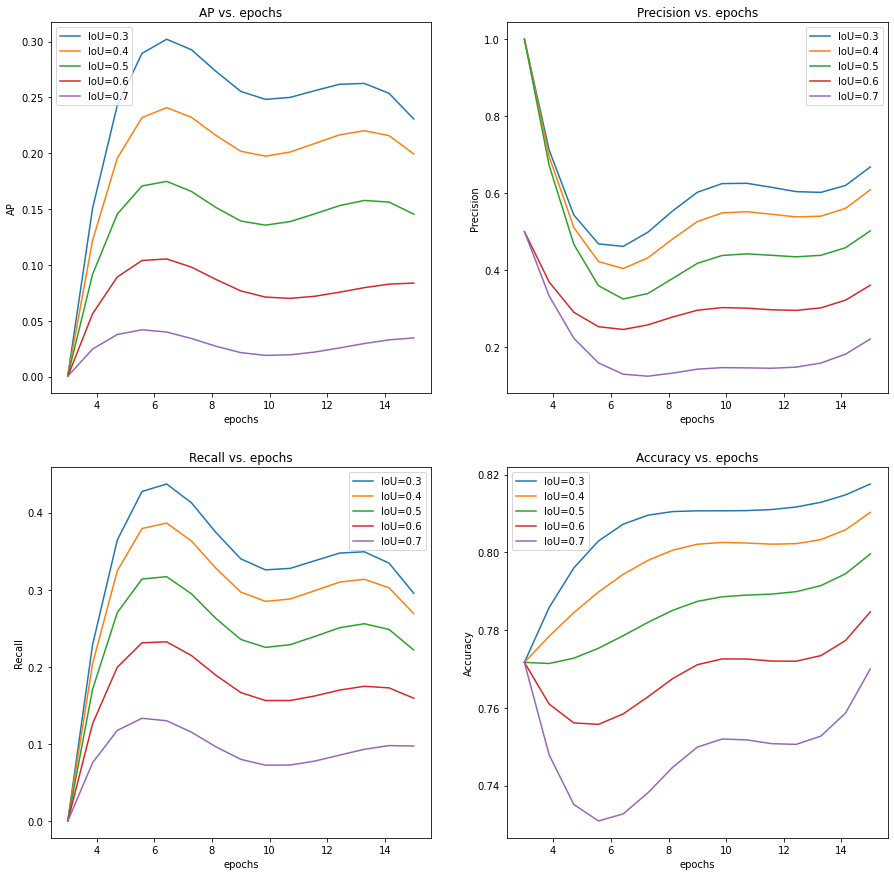 AP vs. epochs
IoU=0.3
IoU=0.4
IoU=0.5
IoU=0.6
IoU=0.7
0.30
0.25
0.20
0.15
0.10
0.05
0.00
AP
4 6 8 10 12 14
epochs
Precision vs. epochs
IoU=0.3
IoU=0.4
IoU=0.5
IoU=0.6
IoU=0.7
1.0
0.8
0.6
0.4
0.2
Precision
4 6 8 10 12 14
epochs
Recall vs. epochs
IoU=0.3
IoU=0.4
IoU=0.5
IoU=0.6
IoU=0.7
0.4
0.3
0.2
0.1
0.0
Recall
4 6 8 10 12 14
epochs
Accuracy vs. epochs
IoU=0.3
IoU=0.4
IoU=0.5
IoU=0.6
IoU=0.7
0.82
0.80
0.78
0.76
0.74
Accuracy
4 6 8 10 12 14
epochs